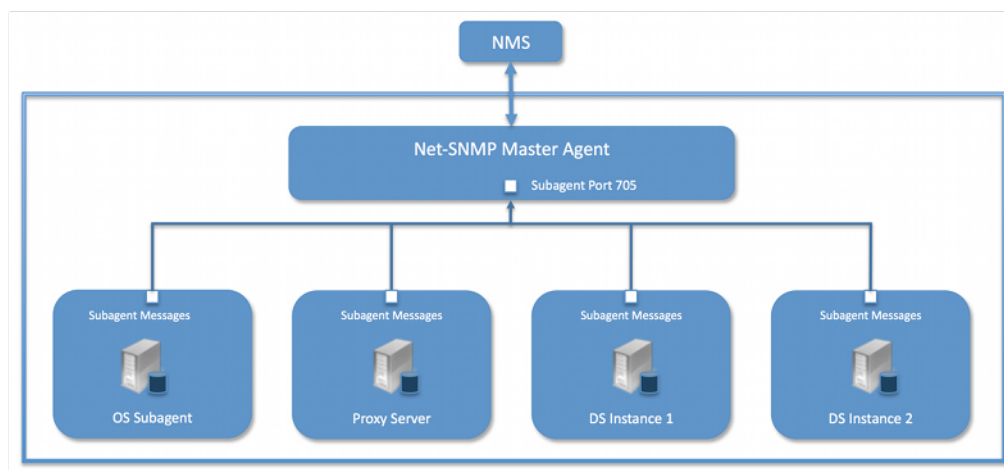 NMS
Net-SNMP Master Agent
Subagent Port 705
Subagent Messages
Subagent Messages
Subagent Messages
Subagent Messages
OS Subagent
Proxy Server
DS Instance 1
DS Instance 2